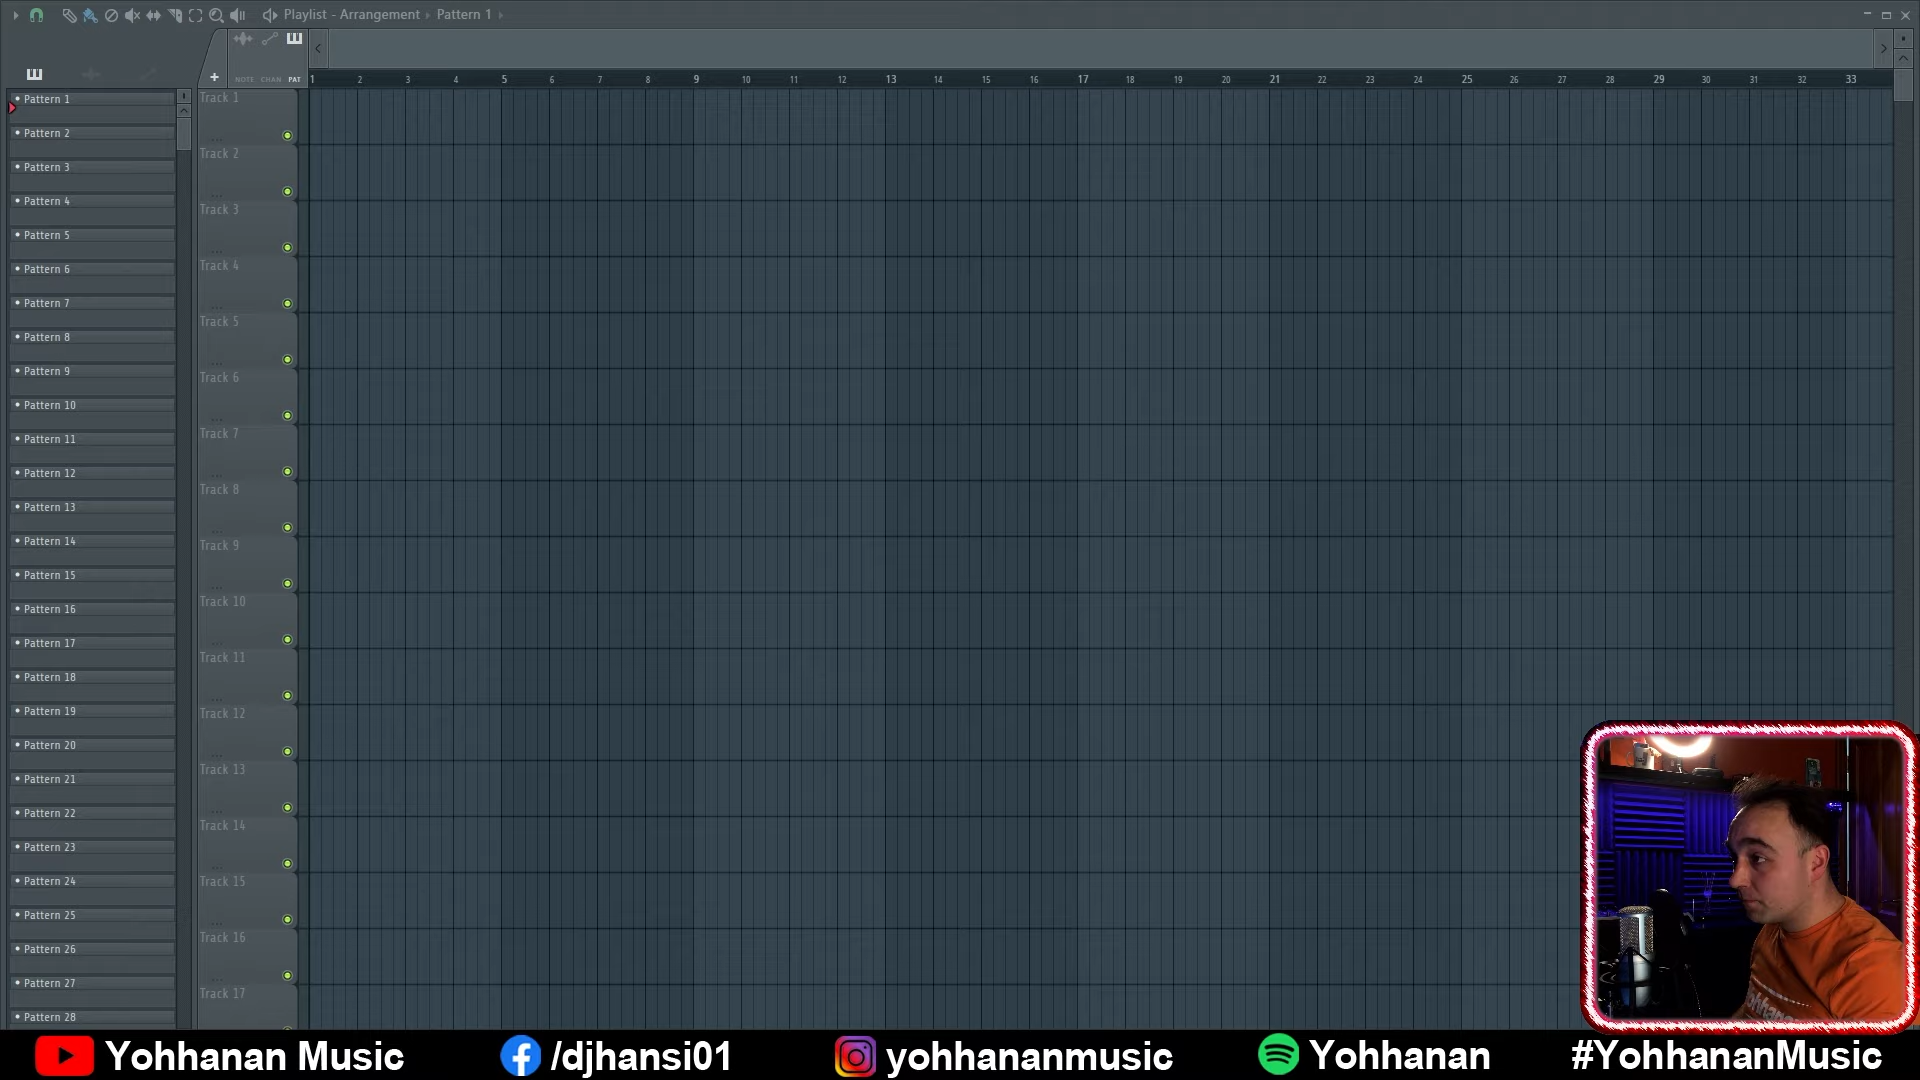 Playlist - Arrangement › Pattern 1 ›
NOTE CHAN PAT
1 2 3 4 5 6 7 8 9 10 11 12 13 14 15 16 17 18 19 20 21 22 23 24 25 26 27 28 29 30 31 32 33
Pattern 1
Pattern 2
Pattern 3
Pattern 4
Pattern 5
Pattern 6
Pattern 7
Pattern 8
Pattern 9
Pattern 10
Pattern 11
Pattern 12
Pattern 13
Pattern 14
Pattern 15
Pattern 16
Pattern 17
Pattern 18
Pattern 19
Pattern 20
Pattern 21
Pattern 22
Pattern 23
Pattern 24
Pattern 25
Pattern 26
Pattern 27
Pattern 28
Track 1
Track 2
Track 3
Track 4
Track 5
Track 6
Track 7
Track 8
Track 9
Track 10
Track 11
Track 12
Track 13
Track 14
Track 15
Track 16
Track 17
Yohhanan
Yohhanan Music
/djhansi01
yohhananmusic
Yohhanan
#YohhananMusic